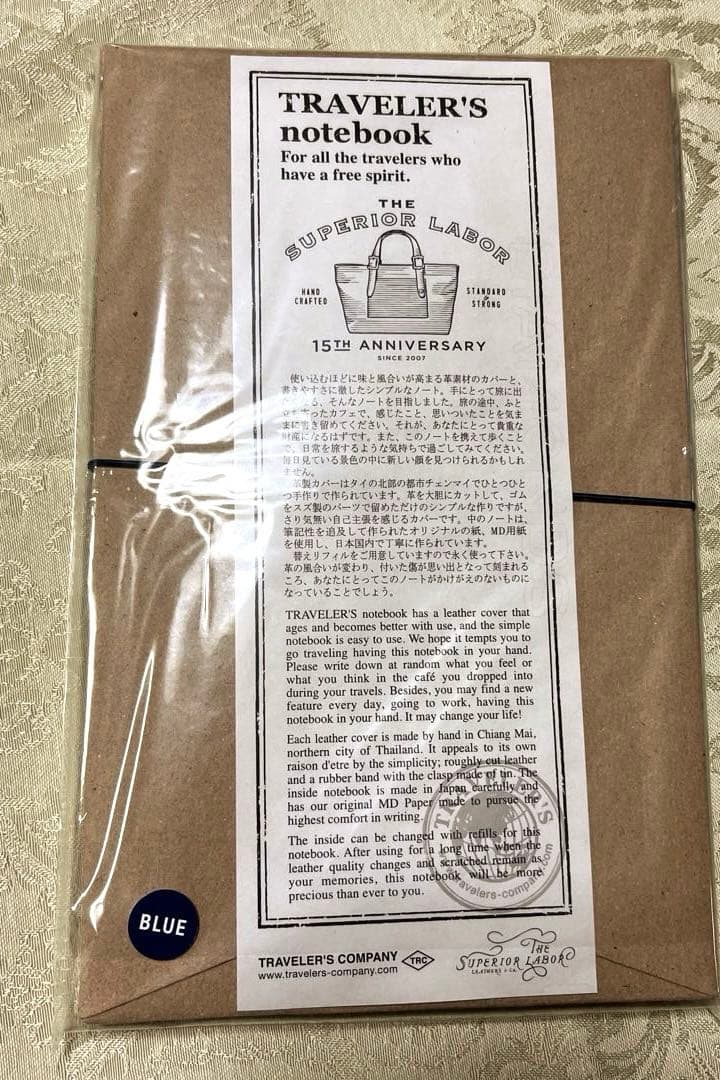 TRAVELER'S
notebook
For all the travelers who
have a free spirit.
THE
SUPERIOR LABOR
HAND
CRAFTED
STANDARD
&
STRONG
15TH ANNIVERSARY
SINCE 2007
使い込むほどに味と風合いが高まる革素材のカバーと、
書きやすさに徹したシンプルなノート。手にとって旅に出
たくなる、そんなノートを目指しました。旅の途中、ふと
立ち寄ったカフェで、感じたこと、思いついたことを気ま
まに書き留めてください。それが、あなたにとって貴重な
財産になるはずです。また、このノートを携えて歩くこと
で、日常を旅するような気持ちで過ごしてみてください。
毎日見ている景色の中に新しい顔を見つけられるかもしれ
ません。
革製カバーはタイの北部の都市チェンマイでひとつひと
つ手作りで作られています。革を大胆にカットして、ゴム
をスズ製のパーツで留めただけのシンプルな作りですが、
さり気無い自己主張を感じるカバーです。中のノートは、
筆記性を追及して作られたオリジナルの紙、MD用紙
を使用し、日本国内で丁寧に作られています。
替えリフィルをご用意していますので永く使って下さい。
革の風合いが変わり、付いた傷が思い出となって刻まれる
ころ、あなたにとってこのノートがかけがえのないものに
なっていることでしょう。
TRAVELER'S notebook has a leather cover that
ages and becomes better with use, and the simple
notebook is easy to use. We hope it tempts you to
go traveling having this notebook in your hand.
Please write down at random what you feel or
what you think in the café you dropped into
during your travels. Besides, you may find a new
feature every day, going to work, having this
notebook in your hand. It may change your life!
Each leather cover is made by hand in Chiang Mai,
northern city of Thailand. It appeals to its own
raison d'etre by the simplicity; roughly cut leather
and a rubber band with the clasp made of tin. The
inside notebook is made in Japan carefully and
has our original MD Paper made to pursue the
highest comfort in writing.
The inside can be changed with refills for this
notebook. After using for a long time when the
leather quality changes and scratched remain as
your memories, this notebook will be more
precious than ever to you.
TRAVELER'S
travelers-company.com
BLUE
TRAVELER'S COMPANY TRC
www.travelers-company.com
THE
SUPERIOR LABOR
LEATHERS & Co.